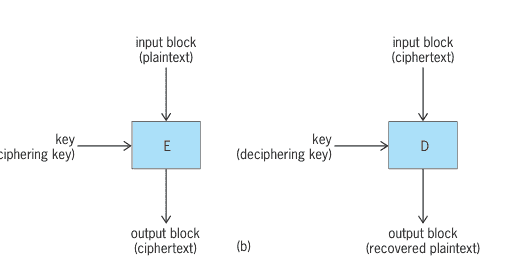 input block
(plaintext)
key
ciphering key)
E
output block
(ciphertext)
(b)
input block
(ciphertext)
key
(deciphering key)
D
output block
(recovered plaintext)